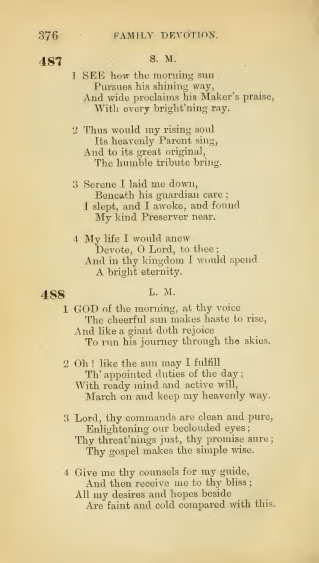 376 FAMILY DEVOTION.
487 S. M.
1 SEE how the morning sun
Pursues his shining way,
And wide proclaims his Maker's praise,
With every bright'ning ray.
2 Thus would my rising soul
Its heavenly Parent sing,
And to its great original,
The humble tribute bring.
3 Serene I laid me down,
Beneath his guardian care;
I slept, and I awoke, and found
My kind Preserver near.
4 My life I would anew
Devote, O Lord, to thee;
And in thy kingdom I would spend
A bright eternity.
488 L. M.
1 GOD of the morning, at thy voice
The cheerful sun makes haste to rise,
And like a giant doth rejoice
To run his journey through the skies.
2 Oh! like the sun may I fulfill
Th' appointed duties of the day;
With ready mind and active will,
March on and keep my heavenly way.
3 Lord, thy commands are clean and pure,
Enlightening our beclouded eyes;
Thy threat'nings just, thy promise sure;
Thy gospel makes the simple wise.
4 Give me thy counsels for my guide,
And then receive me to thy bliss;
All my desires and hopes beside
Are faint and cold compared with this.